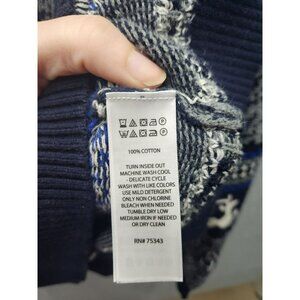 100% COTTON
TURN INSIDE OUT
MACHINE WASH COOL
- DELICATE CYCLE
WASH WITH LIKE COLORS
USE MILD DETERGENT
ONLY NON CHLORINE
BLEACH WHEN NEEDED
TUMBLE DRY LOW
MEDIUM IRON IF NEEDED
OR DRY CLEAN
RN# 75343